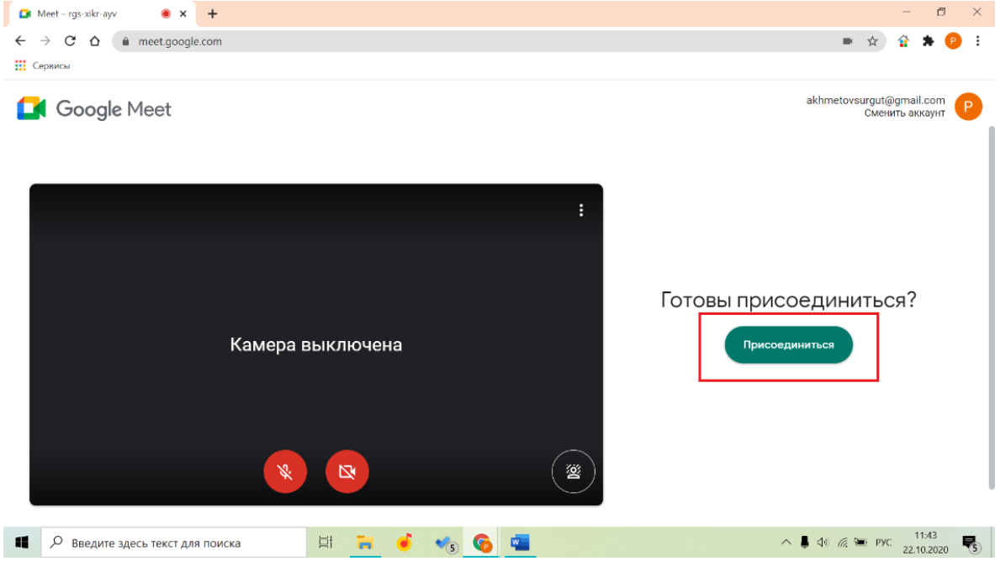 Meet – rgs-xikr-ayv
meet.google.com
P
Сервисы
Google Meet
akhmetovsurgut@gmail.com
Сменить аккаунт
P
Готовы присоединиться?
Камера выключена
Присоединиться
Введите здесь текст для поиска
5
P
W
РУС
11:43
22.10.2020
5